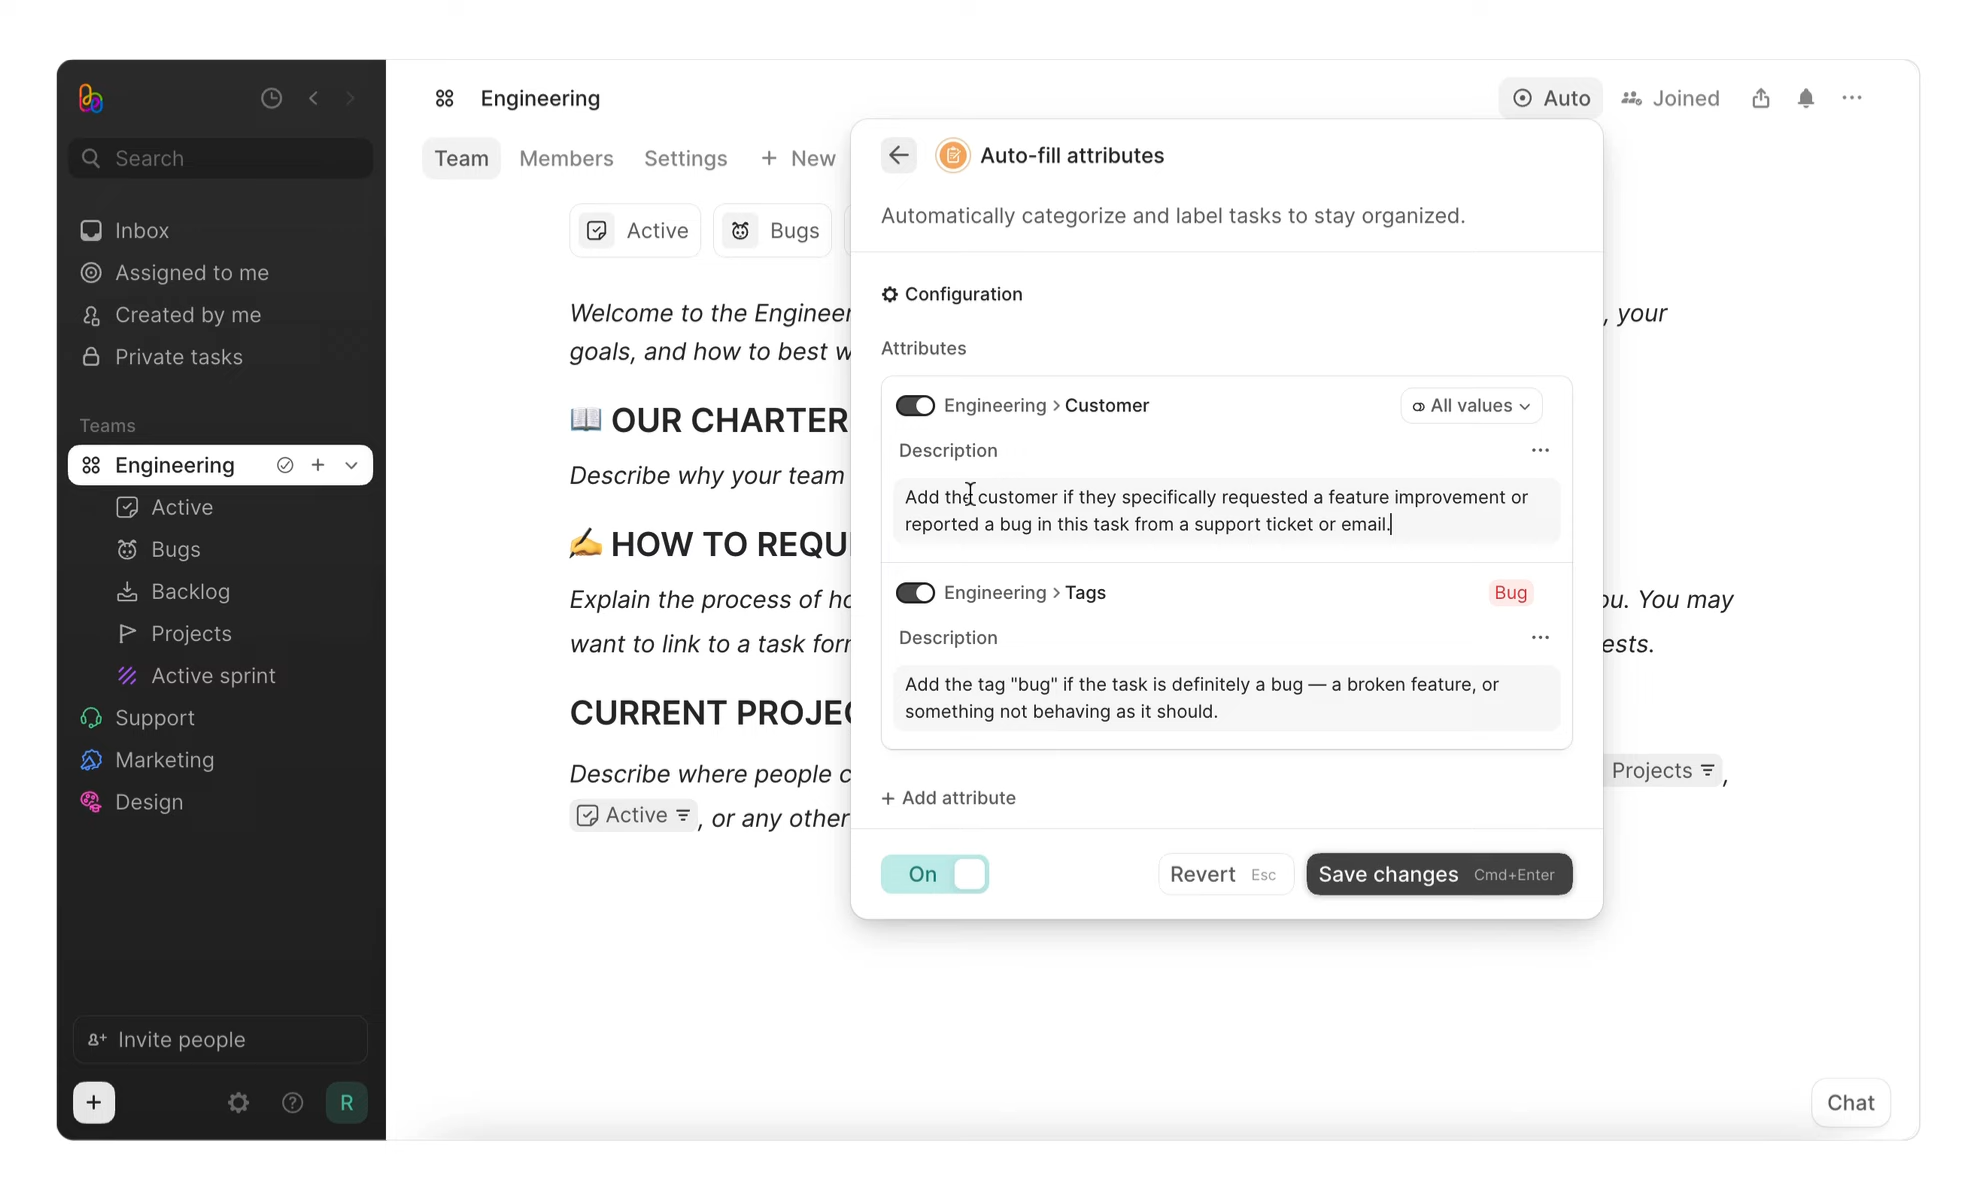 Search
Inbox
Assigned to me
Created by me
Private tasks
Teams
Engineering
Active
Bugs
Backlog
Projects
Active sprint
Support
Marketing
Design
Invite people
R
Engineering
Auto
Joined
Team Members Settings + New
Active Bugs
Welcome to the Engineer
, your
goals, and how to best w
📖 OUR CHARTER
Describe why your team
✍️ HOW TO REQU
Explain the process of ho
ou. You may
want to link to a task forr
ests.
CURRENT PROJEC
Describe where people c
Projects ,
Active , or any other
Auto-fill attributes
Automatically categorize and label tasks to stay organized.
Configuration
Attributes
Engineering > Customer All values
Description
Add the customer if they specifically requested a feature improvement or
reported a bug in this task from a support ticket or email.
Engineering > Tags Bug
Description
Add the tag "bug" if the task is definitely a bug — a broken feature, or
something not behaving as it should.
+ Add attribute
On Revert Esc Save changes Cmd+Enter
Chat